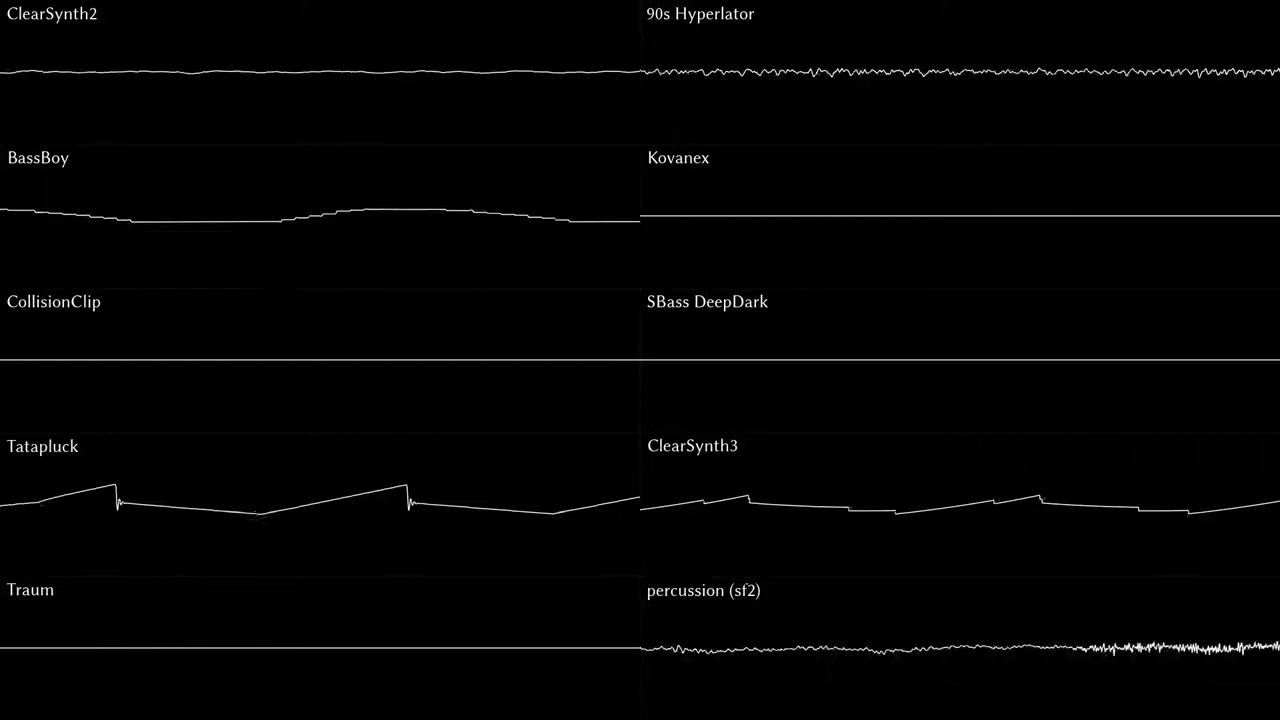 ClearSynth2
90s Hyperlator
BassBoy
Kovanex
CollisionClip
SBass DeepDark
Tatapluck
ClearSynth3
Traum
percussion (sf2)